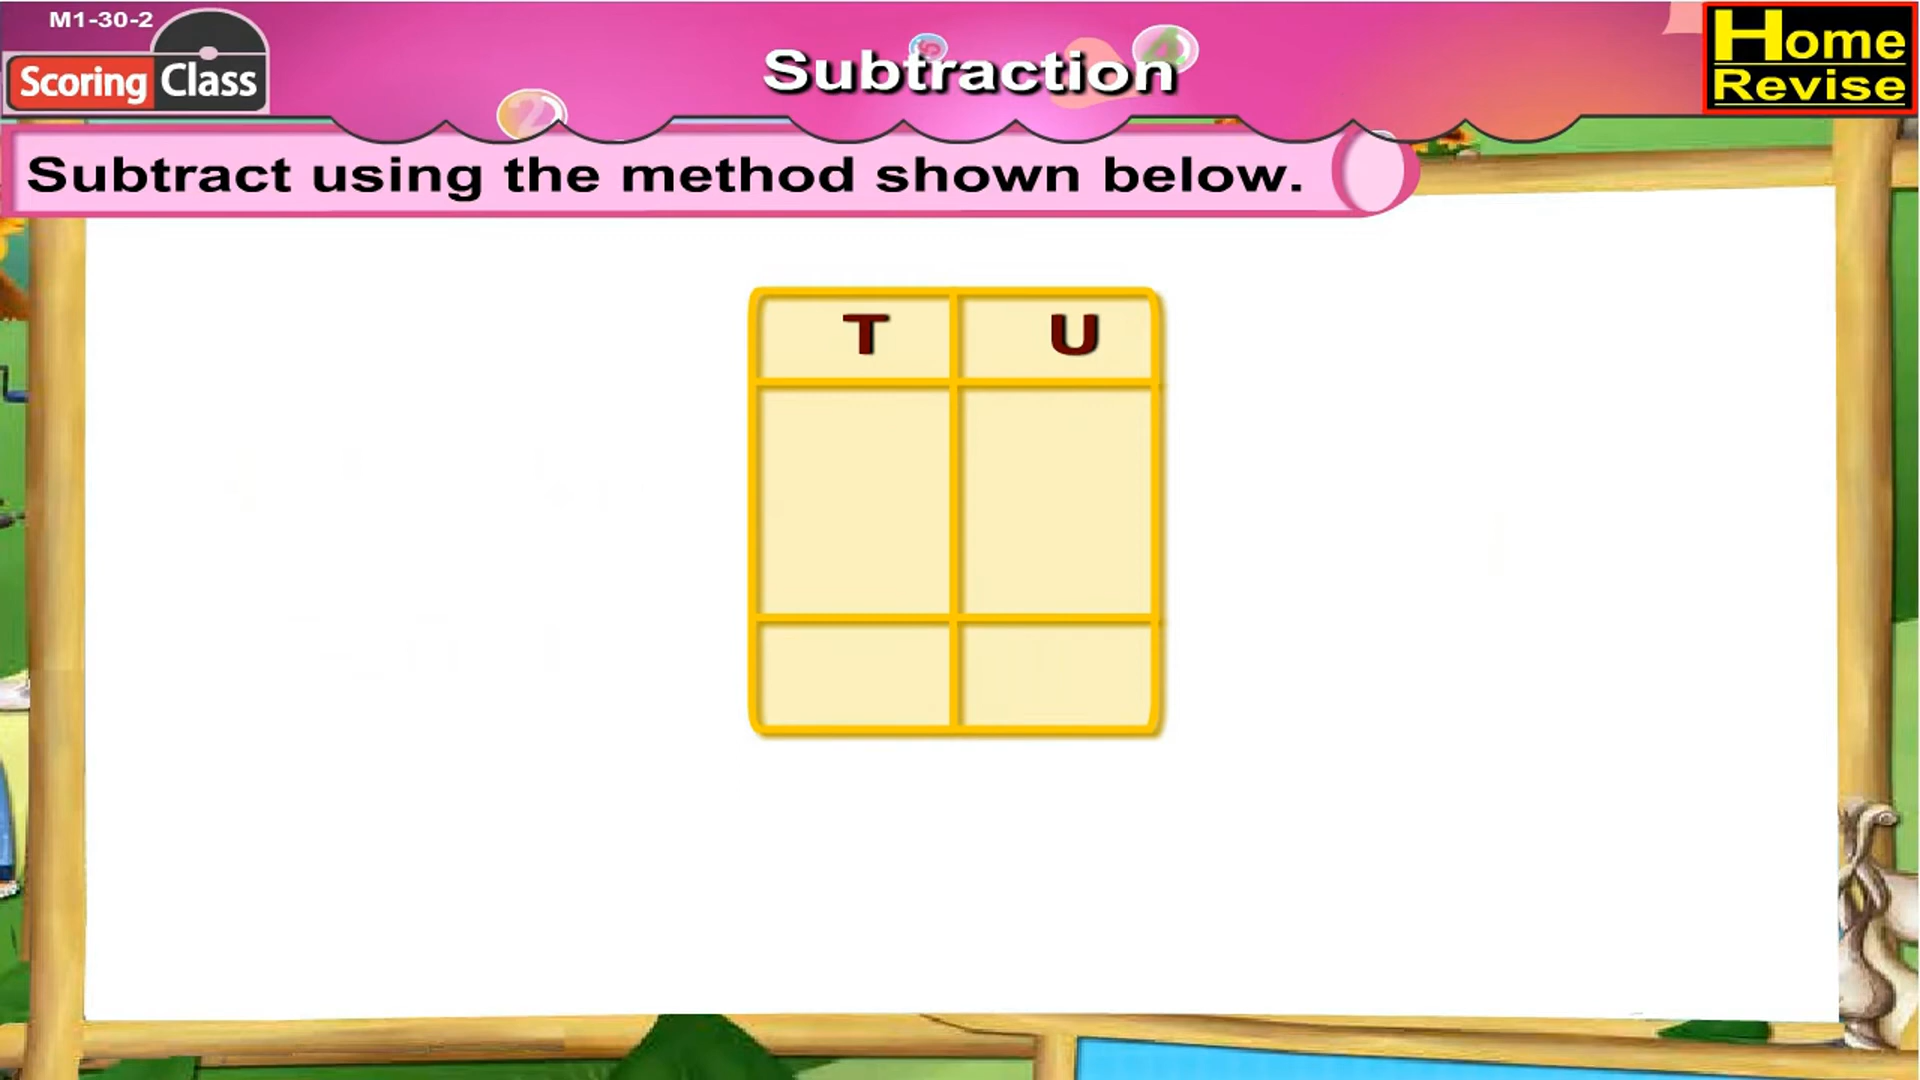 M1-30-2
Scoring Class
Subtraction
Home
Revise
Subtract using the method shown below.
T U